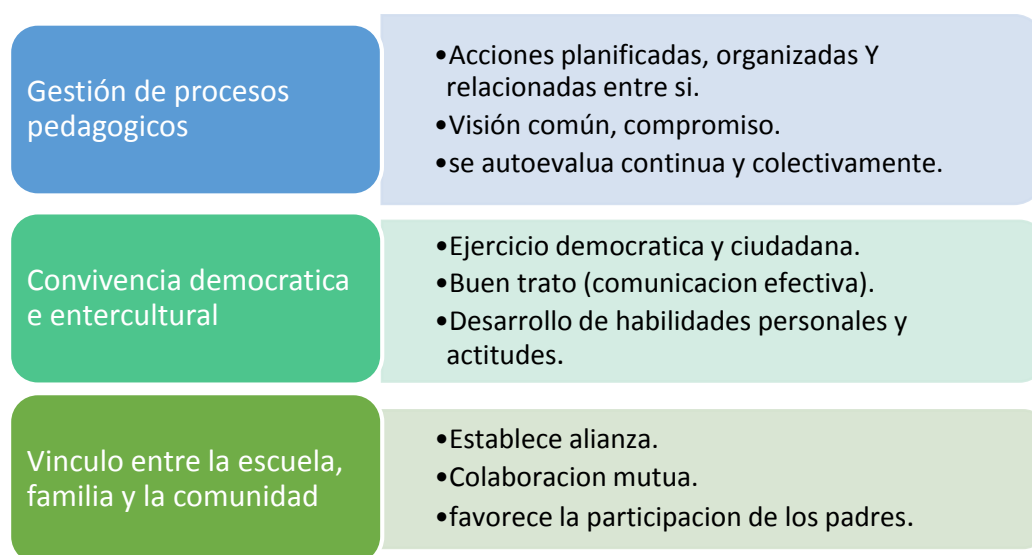 Gestión de procesos
pedagogicos
•Acciones planificadas, organizadas Y
relacionadas entre si.
•Visión común, compromiso.
•se autoevalua continua y colectivamente.
Convivencia democratica
e entercultural
•Ejercicio democratica y ciudadana.
•Buen trato (comunicacion efectiva).
•Desarrollo de habilidades personales y
actitudes.
Vinculo entre la escuela,
familia y la comunidad
•Establece alianza.
•Colaboracion mutua.
•favorece la participacion de los padres.